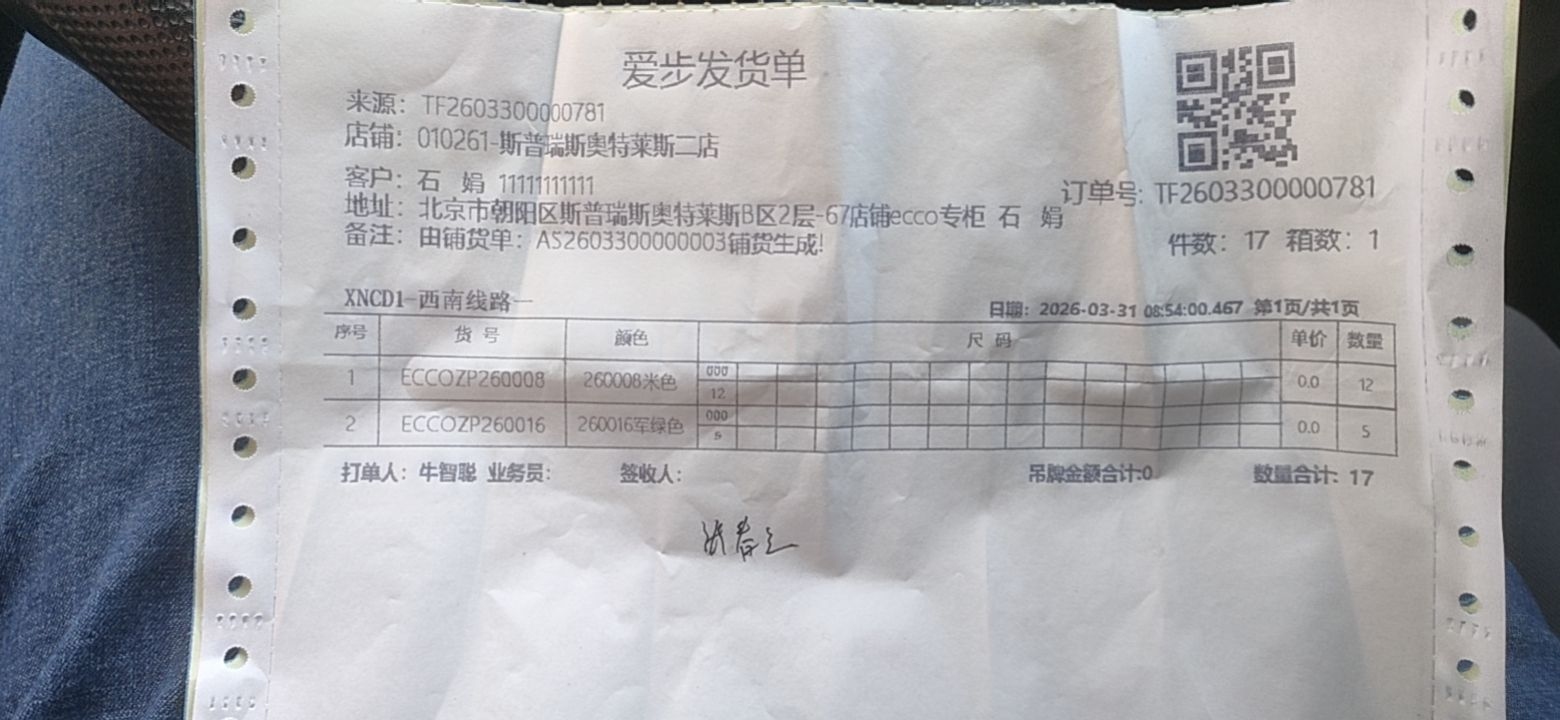 爱步发货单
来源：TF2603300000781
店铺：010261-斯普瑞斯奥特莱斯二店
客户：石 娟 11111111111
订单号: TF2603300000781
地址：北京市朝阳区斯普瑞斯奥特莱斯B区2层-67店铺ecco专柜 石 娟
备注：由铺货单：AS2603300000003铺货生成!
件数：17 箱数：1
XNCD1-西南线路一
日期：2026-03-31 08:54:00.467 第1页/共1页
序号 货 号 颜色 尺 码 单价 数量
1 ECCOZP260008 260008米色 000 12 0.0 12
2 ECCOZP260016 260016军绿色 000 5 0.0 5
打单人：牛智聪 业务员： 签收人： 吊牌金额合计:0 数量合计: 17